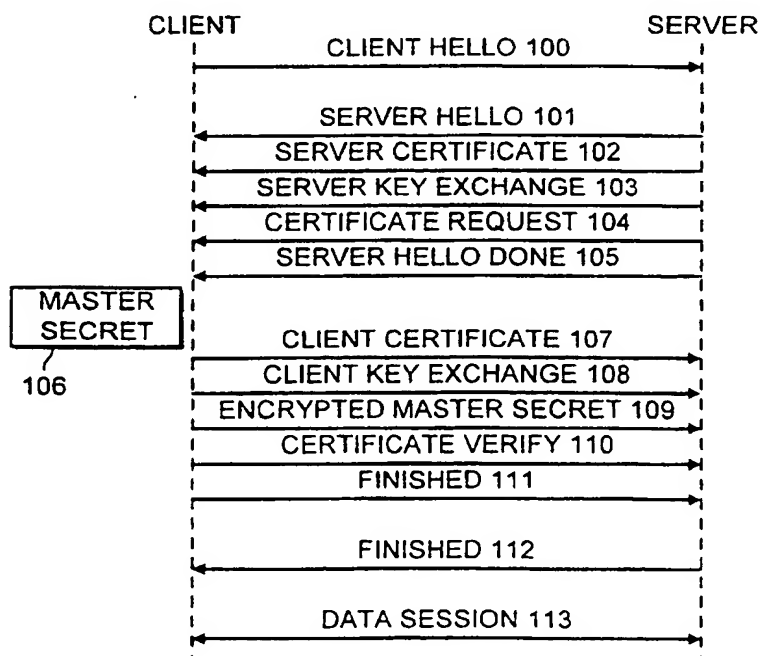 CLIENT SERVER
CLIENT HELLO 100
SERVER HELLO 101
SERVER CERTIFICATE 102
SERVER KEY EXCHANGE 103
CERTIFICATE REQUEST 104
SERVER HELLO DONE 105
MASTER
SECRET
106
CLIENT CERTIFICATE 107
CLIENT KEY EXCHANGE 108
ENCRYPTED MASTER SECRET 109
CERTIFICATE VERIFY 110
FINISHED 111
FINISHED 112
DATA SESSION 113